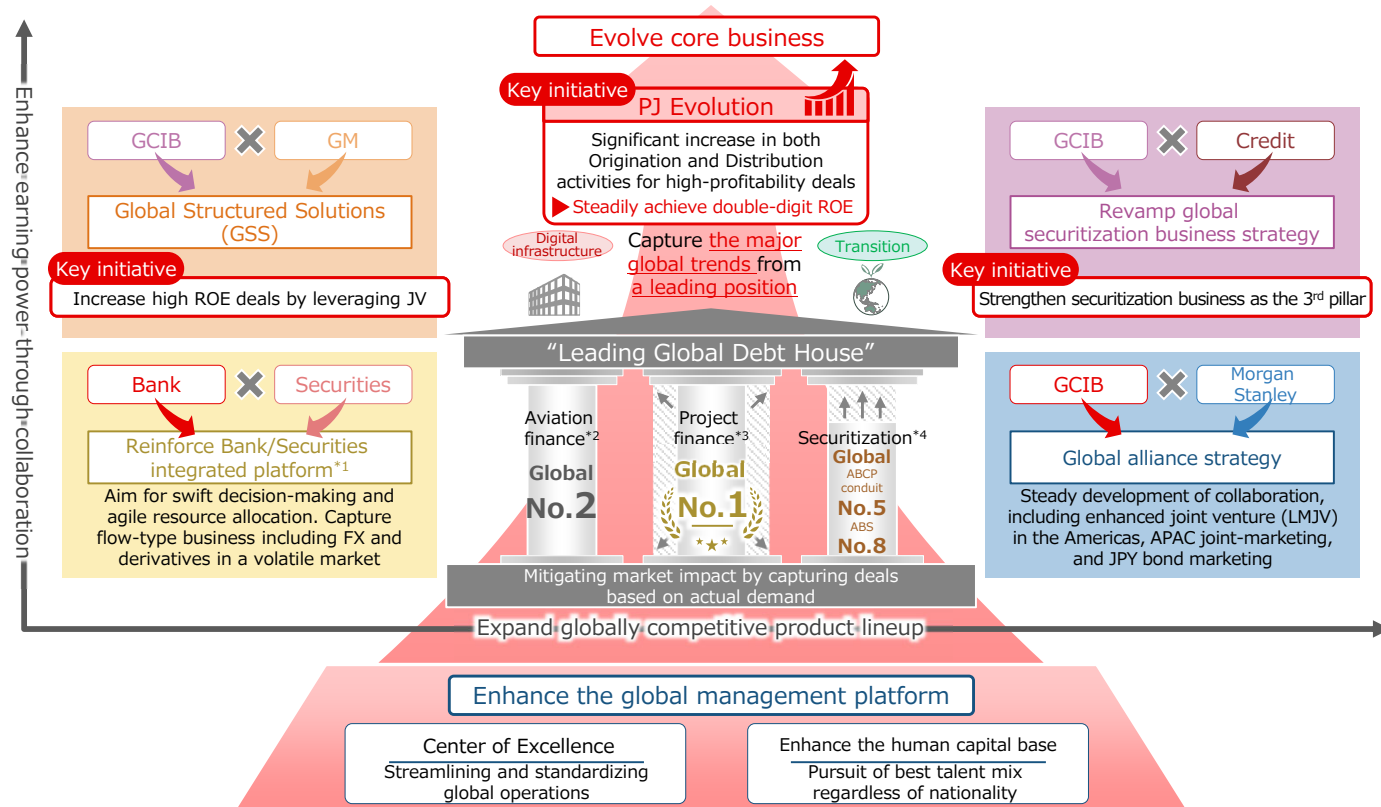 Enhance earning power through collaboration
Evolve core business
Key initiative
PJ Evolution
Significant increase in both
Origination and Distribution
activities for high-profitability deals
▶ Steadily achieve double-digit ROE
GCIB
GM
Global Structured Solutions
(GSS)
Key initiative
Increase high ROE deals by leveraging JV
GCIB
Credit
Revamp global
securitization business strategy
Key initiative
Strengthen securitization business as the 3rd pillar
Digital
infrastructure
Capture the major
global trends from
a leading position
Transition
Bank
Securities
Reinforce Bank/Securities
integrated platform*1
Aim for swift decision-making and
agile resource allocation. Capture
flow-type business including FX and
derivatives in a volatile market
“Leading Global Debt House”
Aviation
finance*2
Global
No.2
Project
finance*3
Global
No.1
Securitization*4
Global
ABCP
conduit
No.5
ABS
No.8
Mitigating market impact by capturing deals
based on actual demand
GCIB
Morgan
Stanley
Global alliance strategy
Steady development of collaboration,
including enhanced joint venture (LMJV)
in the Americas, APAC joint-marketing,
and JPY bond marketing
Expand globally competitive product lineup
Enhance the global management platform
Center of Excellence
Streamlining and standardizing
global operations
Enhance the human capital base
Pursuit of best talent mix
regardless of nationality